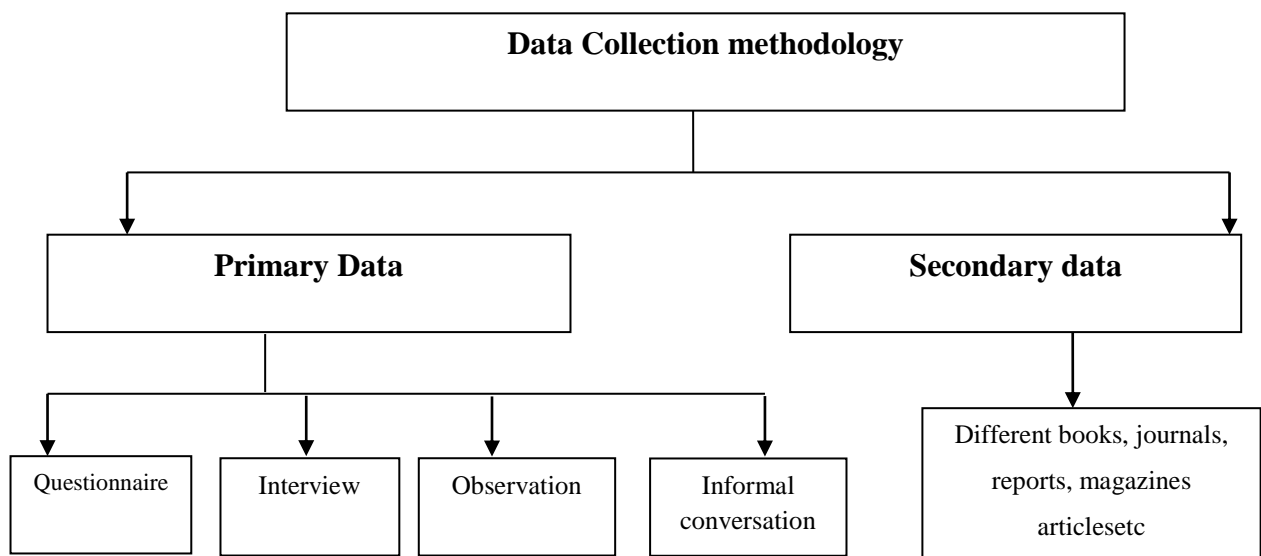 Data Collection methodology
Primary Data
Secondary data
Questionnaire
Interview
Observation
Informal
conversation
Different books, journals,
reports, magazines
articlesetc